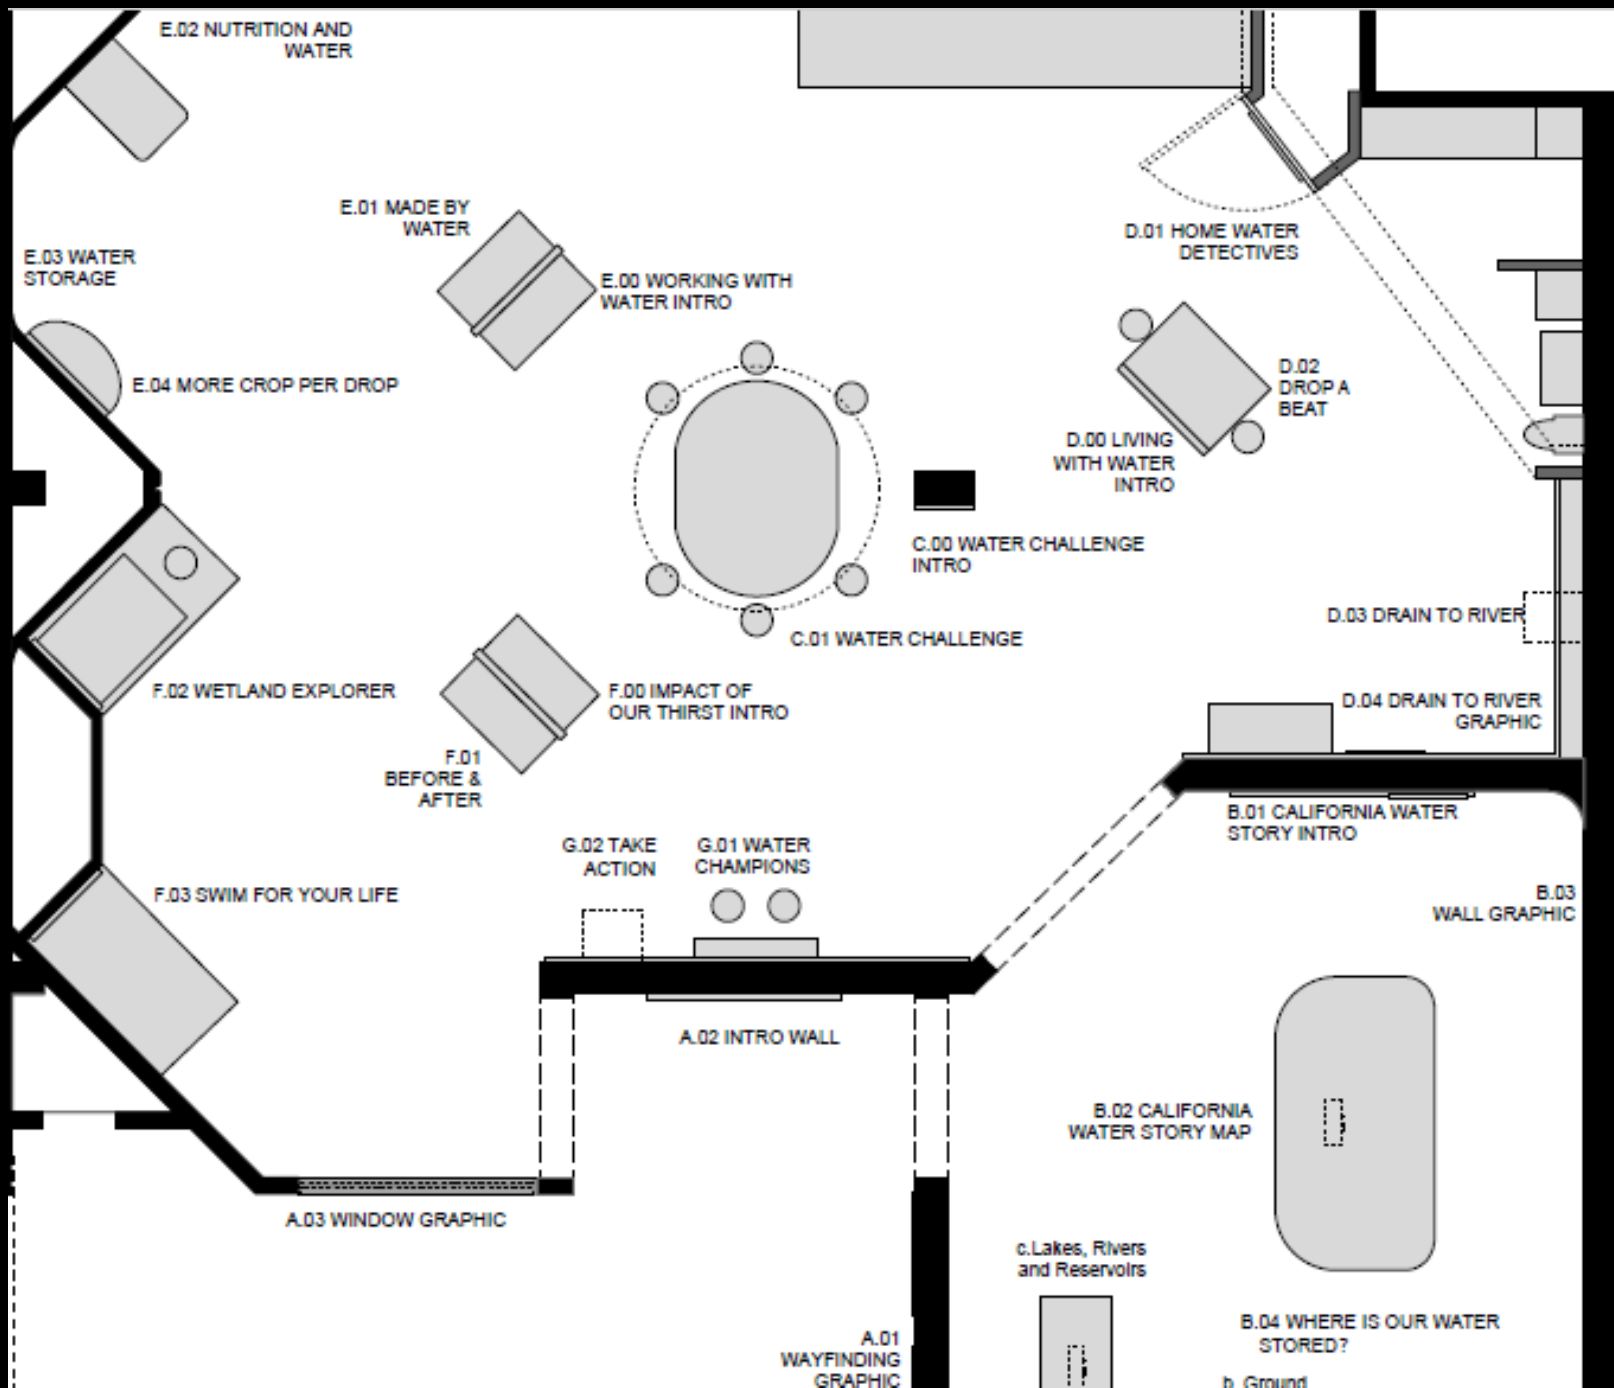 E.02 NUTRITION AND
WATER
E.01 MADE BY
WATER
D.01 HOME WATER
DETECTIVES
E.03 WATER
STORAGE
E.00 WORKING WITH
WATER INTRO
E.04 MORE CROP PER DROP
D.02
DROP A
BEAT
D.00 LIVING
WITH WATER
INTRO
C.00 WATER CHALLENGE
INTRO
C.01 WATER CHALLENGE
D.03 DRAIN TO RIVER
F.02 WETLAND EXPLORER
F.00 IMPACT OF
OUR THIRST INTRO
D.04 DRAIN TO RIVER
GRAPHIC
F.01
BEFORE &
AFTER
B.01 CALIFORNIA WATER
STORY INTRO
G.02 TAKE
ACTION
G.01 WATER
CHAMPIONS
F.03 SWIM FOR YOUR LIFE
B.03
WALL GRAPHIC
A.02 INTRO WALL
B.02 CALIFORNIA
WATER STORY MAP
A.03 WINDOW GRAPHIC
c.Lakes, Rivers
and Reservoirs
B.04 WHERE IS OUR WATER
STORED?
A.01
WAYFINDING
GRAPHIC
b. Ground